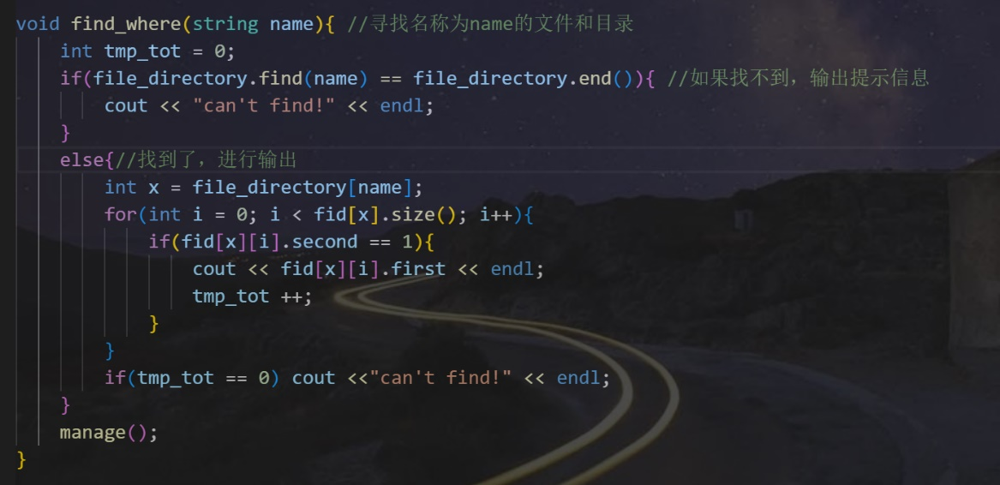 void find_where(string name){ //寻找名称为name的文件和目录
int tmp_tot = 0;
if(file_directory.find(name) == file_directory.end()){ //如果找不到，输出提示信息
cout << "can't find!" << endl;
}
else{//找到了，进行输出
int x = file_directory[name];
for(int i = 0; i < fid[x].size(); i++){
if(fid[x][i].second == 1){
cout << fid[x][i].first << endl;
tmp_tot ++;
}
}
if(tmp_tot == 0) cout <<"can't find!" << endl;
}
manage();
}